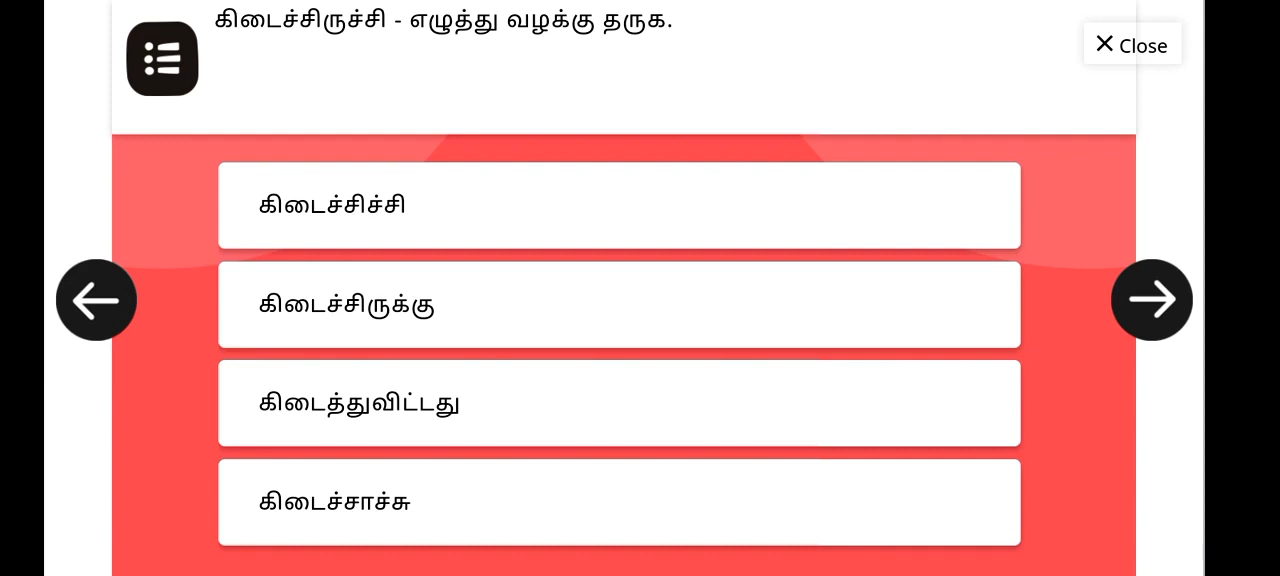 கிடைச்சிருச்சி - எழுத்து வழக்கு தருக.
Close
கிடைச்சிச்சி
கிடைச்சிருக்கு
கிடைத்துவிட்டது
கிடைச்சாச்சு